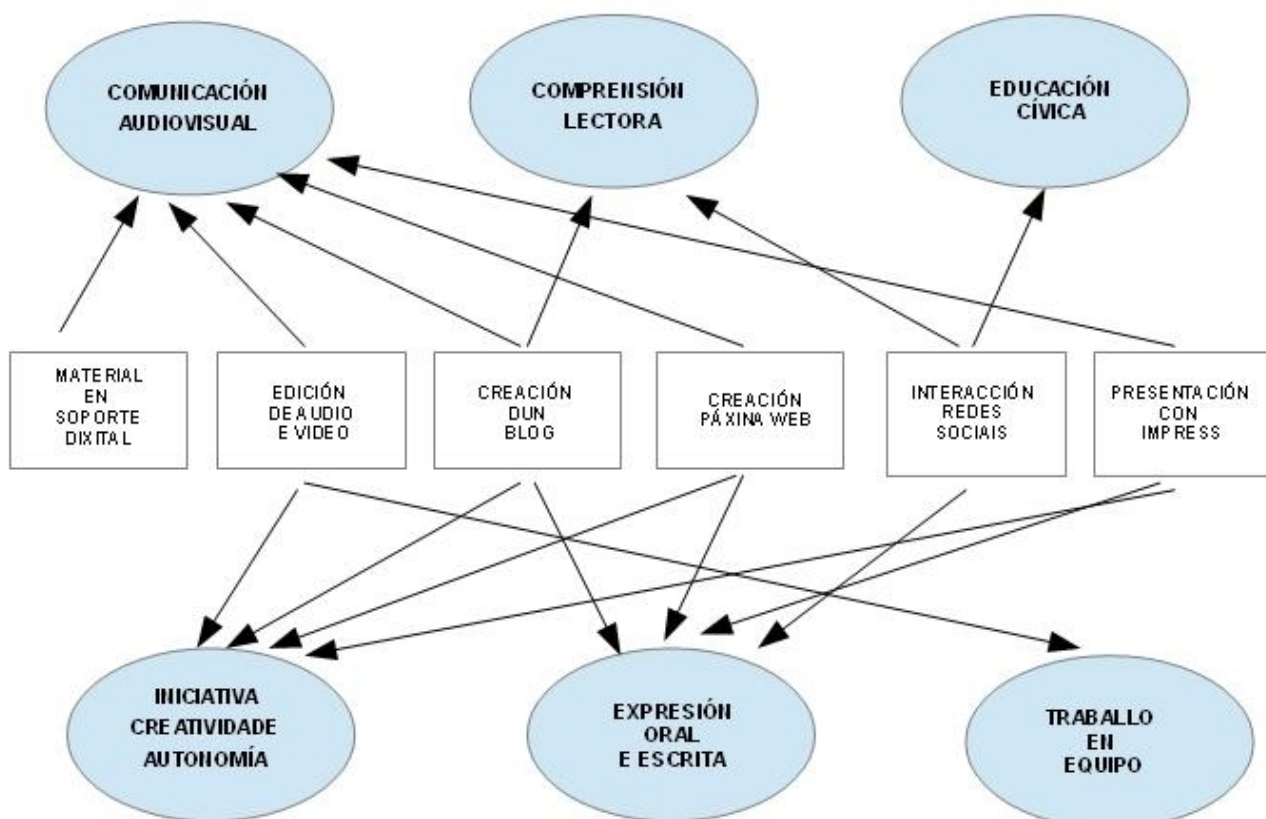 COMUNICACIÓN
AUDIOVISUAL
COMPRENSIÓN
LECTORA
EDUCACIÓN
CÍVICA
MATERIAL
EN
SOPORTE
DIXITAL
EDICIÓN
DE AUDIO
E VIDEO
CREACIÓN
DUN
BLOG
CREACIÓN
PÁXINA WEB
INTERACCIÓN
REDES
SOCIAIS
PRESENTACIÓN
CON
IMPRESS
INICIATIVA
CREATIVIDADE
AUTONOMÍA
EXPRESIÓN
ORAL
E ESCRITA
TRABALLO
EN
EQUIPO